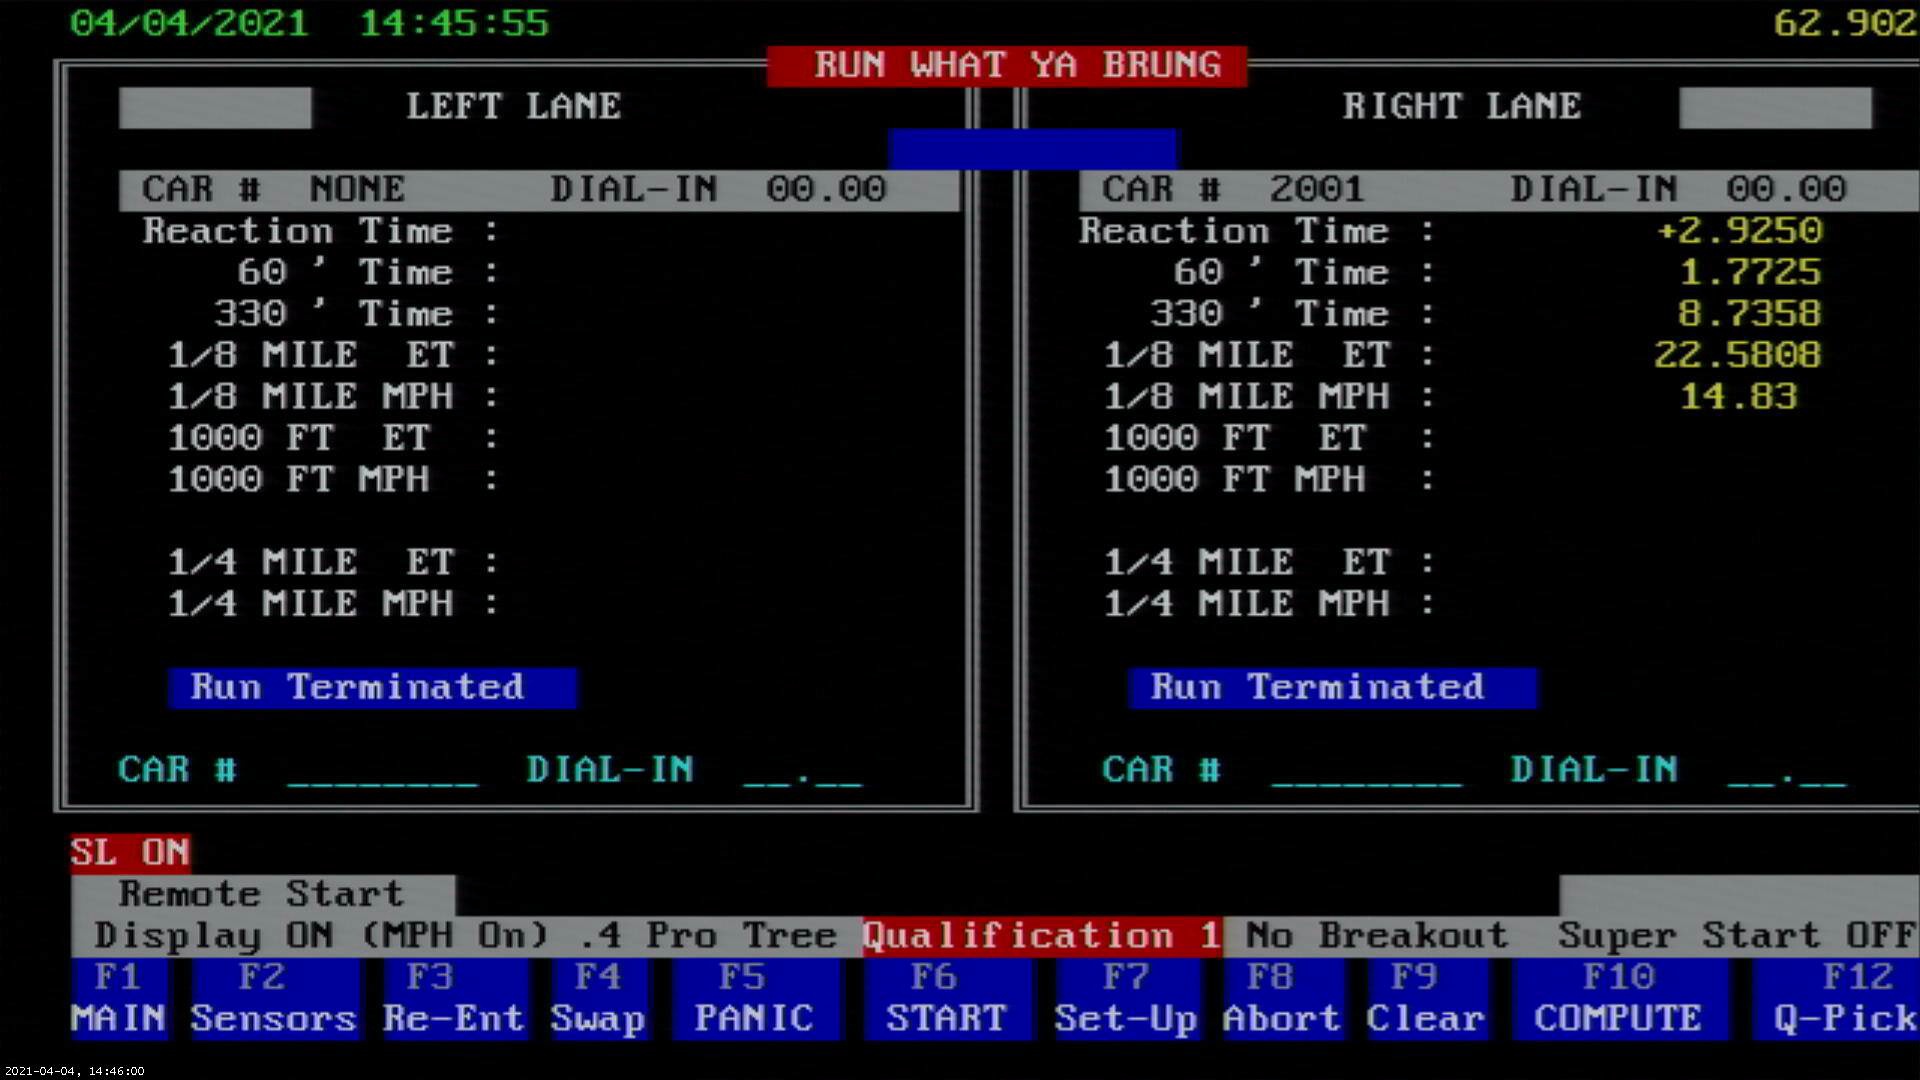 04/04/2021 14:45:55 62.902
RUN WHAT YA BRUNG
LEFT LANE RIGHT LANE
CAR # NONE DIAL-IN 00.00 CAR # 2001 DIAL-IN 00.00
Reaction Time : Reaction Time : +2.9250
60 ' Time : 60 ' Time : 1.7725
330 ' Time : 330 ' Time : 8.7358
1/8 MILE ET : 1/8 MILE ET : 22.5808
1/8 MILE MPH : 1/8 MILE MPH : 14.83
1000 FT ET : 1000 FT ET :
1000 FT MPH : 1000 FT MPH :
1/4 MILE ET : 1/4 MILE ET :
1/4 MILE MPH : 1/4 MILE MPH :
Run Terminated Run Terminated
CAR # ________ DIAL-IN __.__ CAR # ________ DIAL-IN __.__
SL ON
Remote Start
Display ON (MPH On) .4 Pro Tree Qualification 1 No Breakout Super Start OFF
F1 F2 F3 F4 F5 F6 F7 F8 F9 F10 F12
MAIN Sensors Re-Ent Swap PANIC START Set-Up Abort Clear COMPUTE Q-Pick
2021-04-04, 14:46:00